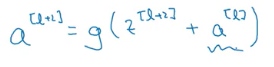 a^[l+2] = g(z^[l+2] + a^[l])